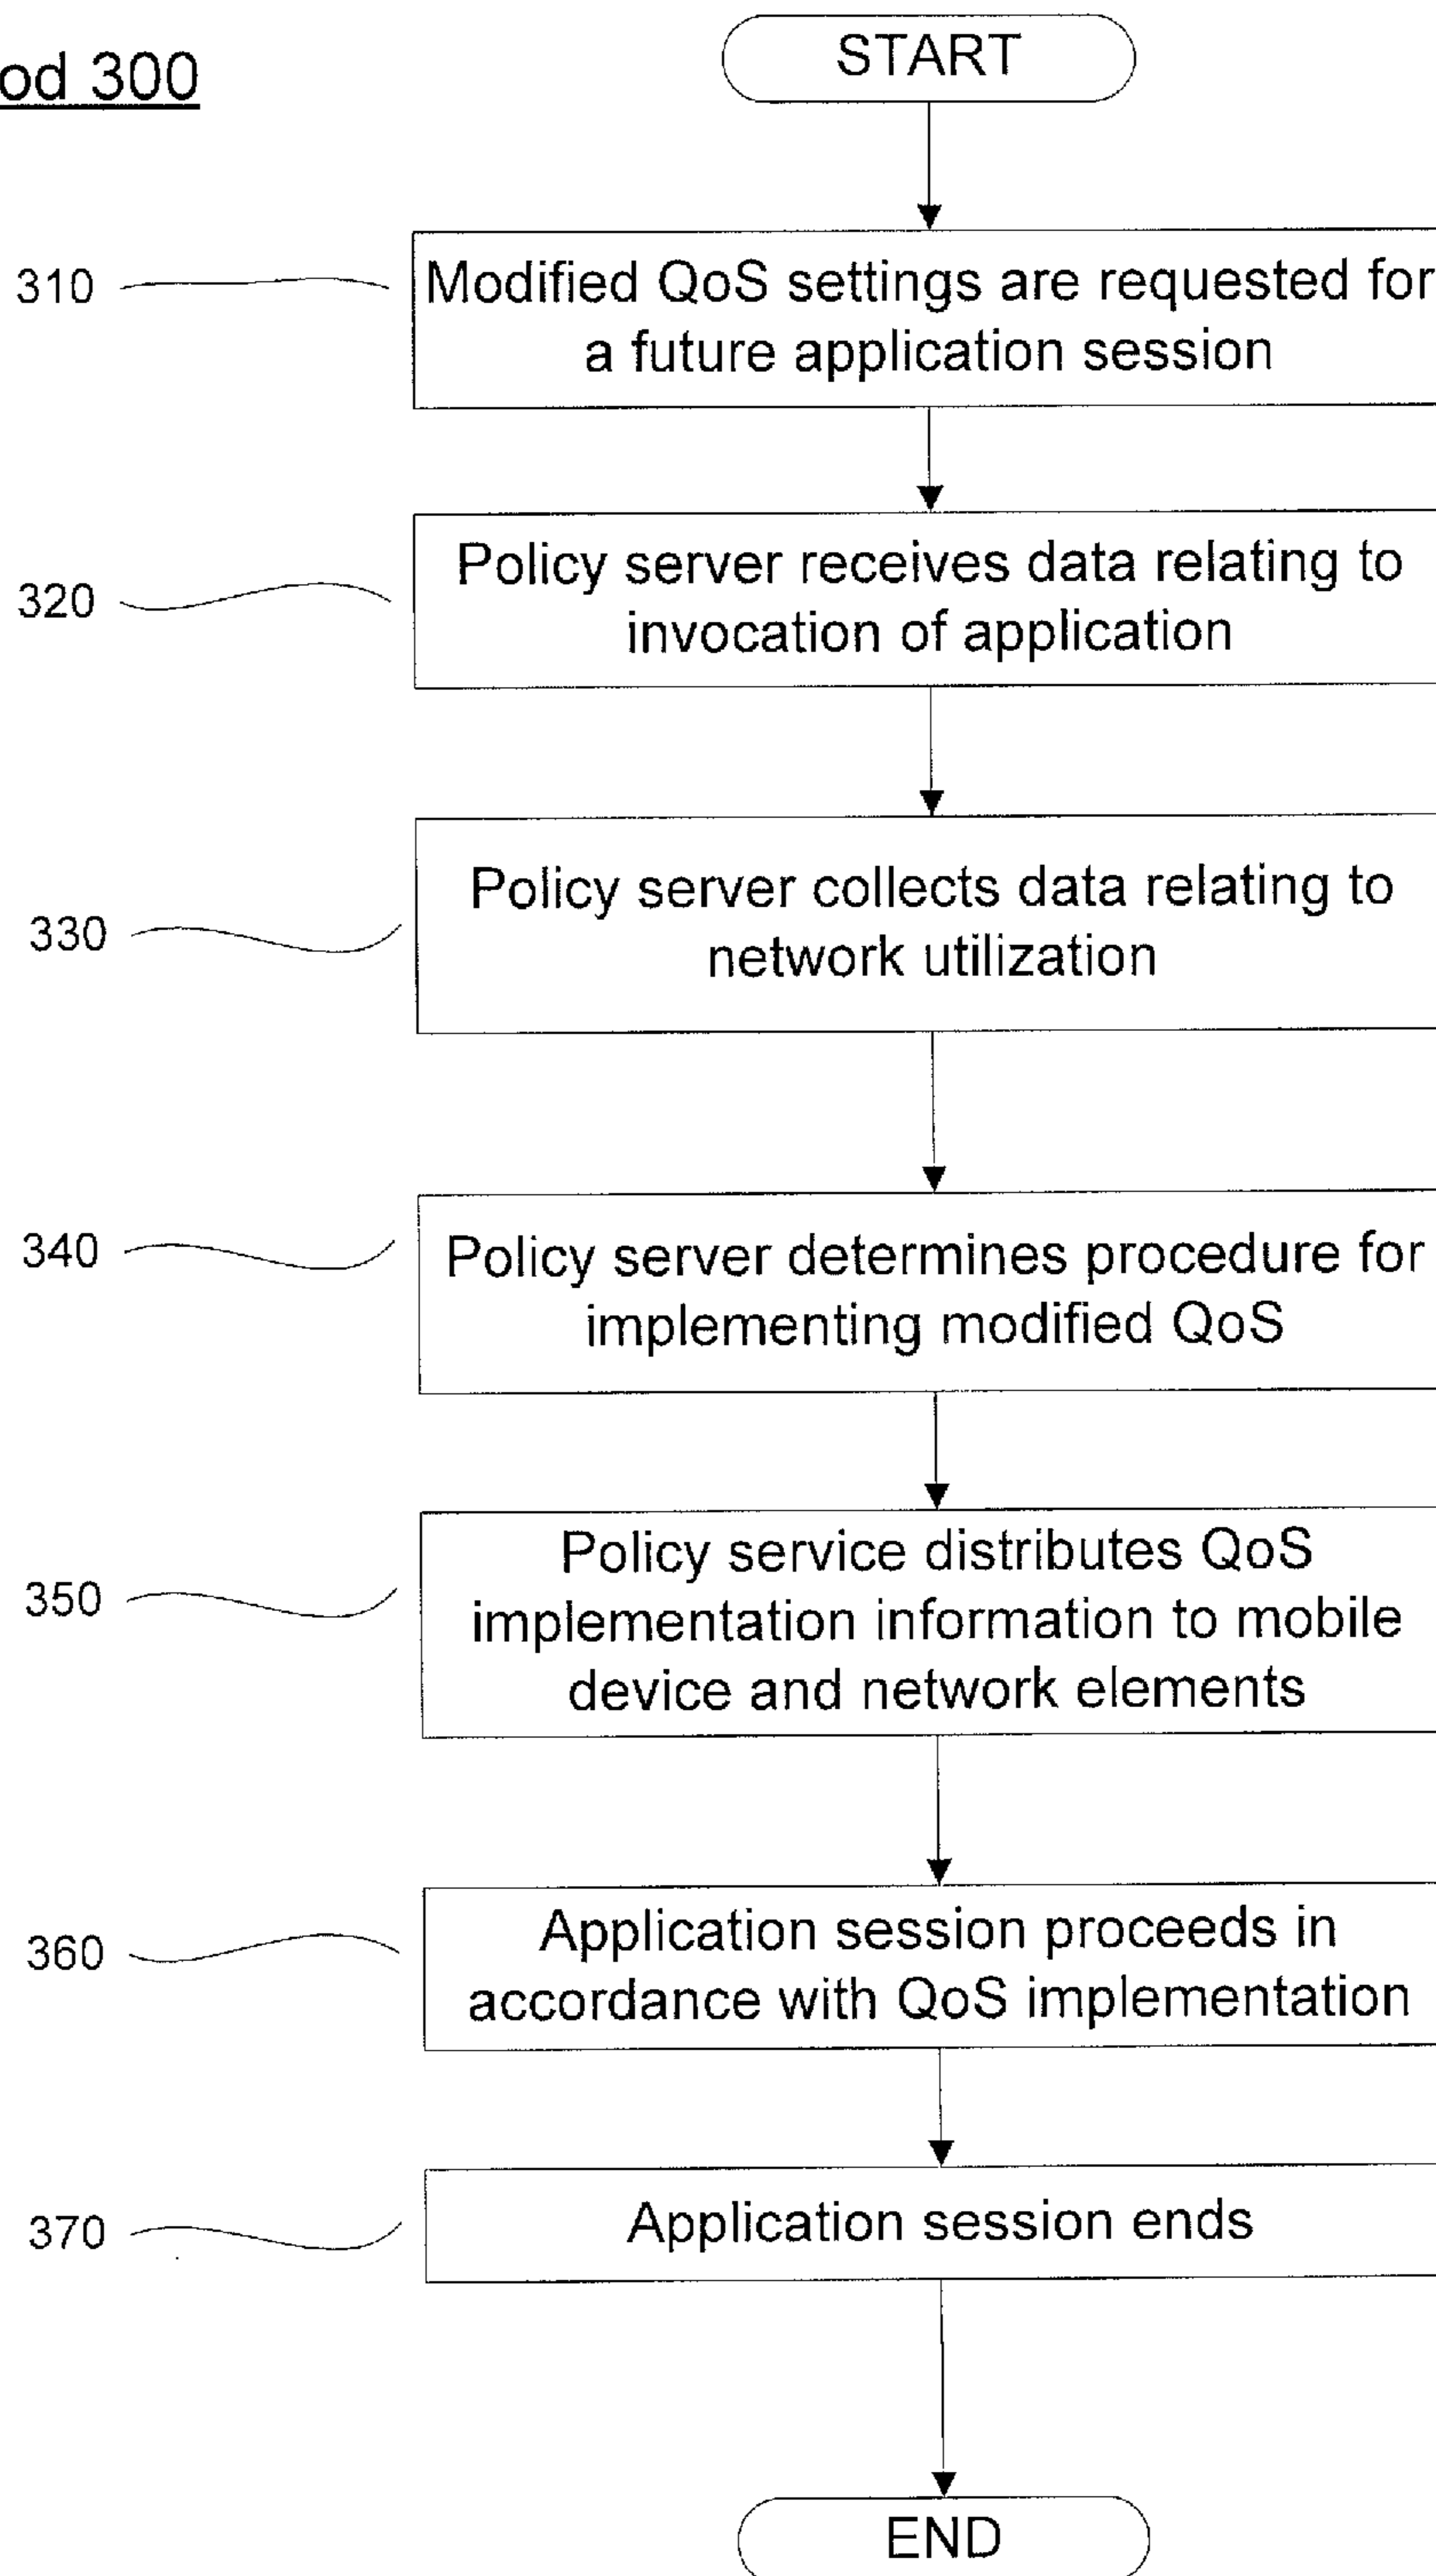 od 300
START
310
Modified QoS settings are requested for
a future application session
320
Policy server receives data relating to
invocation of application
330
Policy server collects data relating to
network utilization
340
Policy server determines procedure for
implementing modified QoS
350
Policy service distributes QoS
implementation information to mobile
device and network elements
360
Application session proceeds in
accordance with QoS implementation
370
Application session ends
END